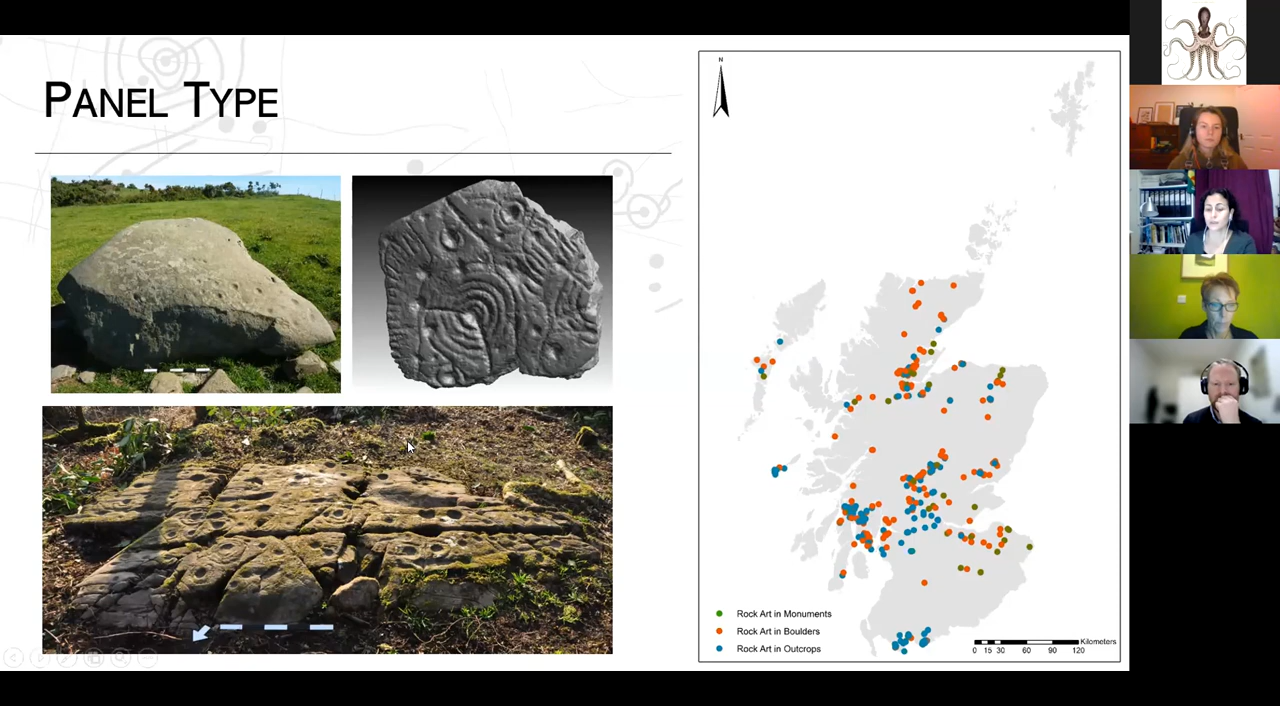 PANEL TYPE
N
Rock Art in Monuments
Rock Art in Boulders
Rock Art in Outcrops
Kilometers
0 15 30 60 90 120